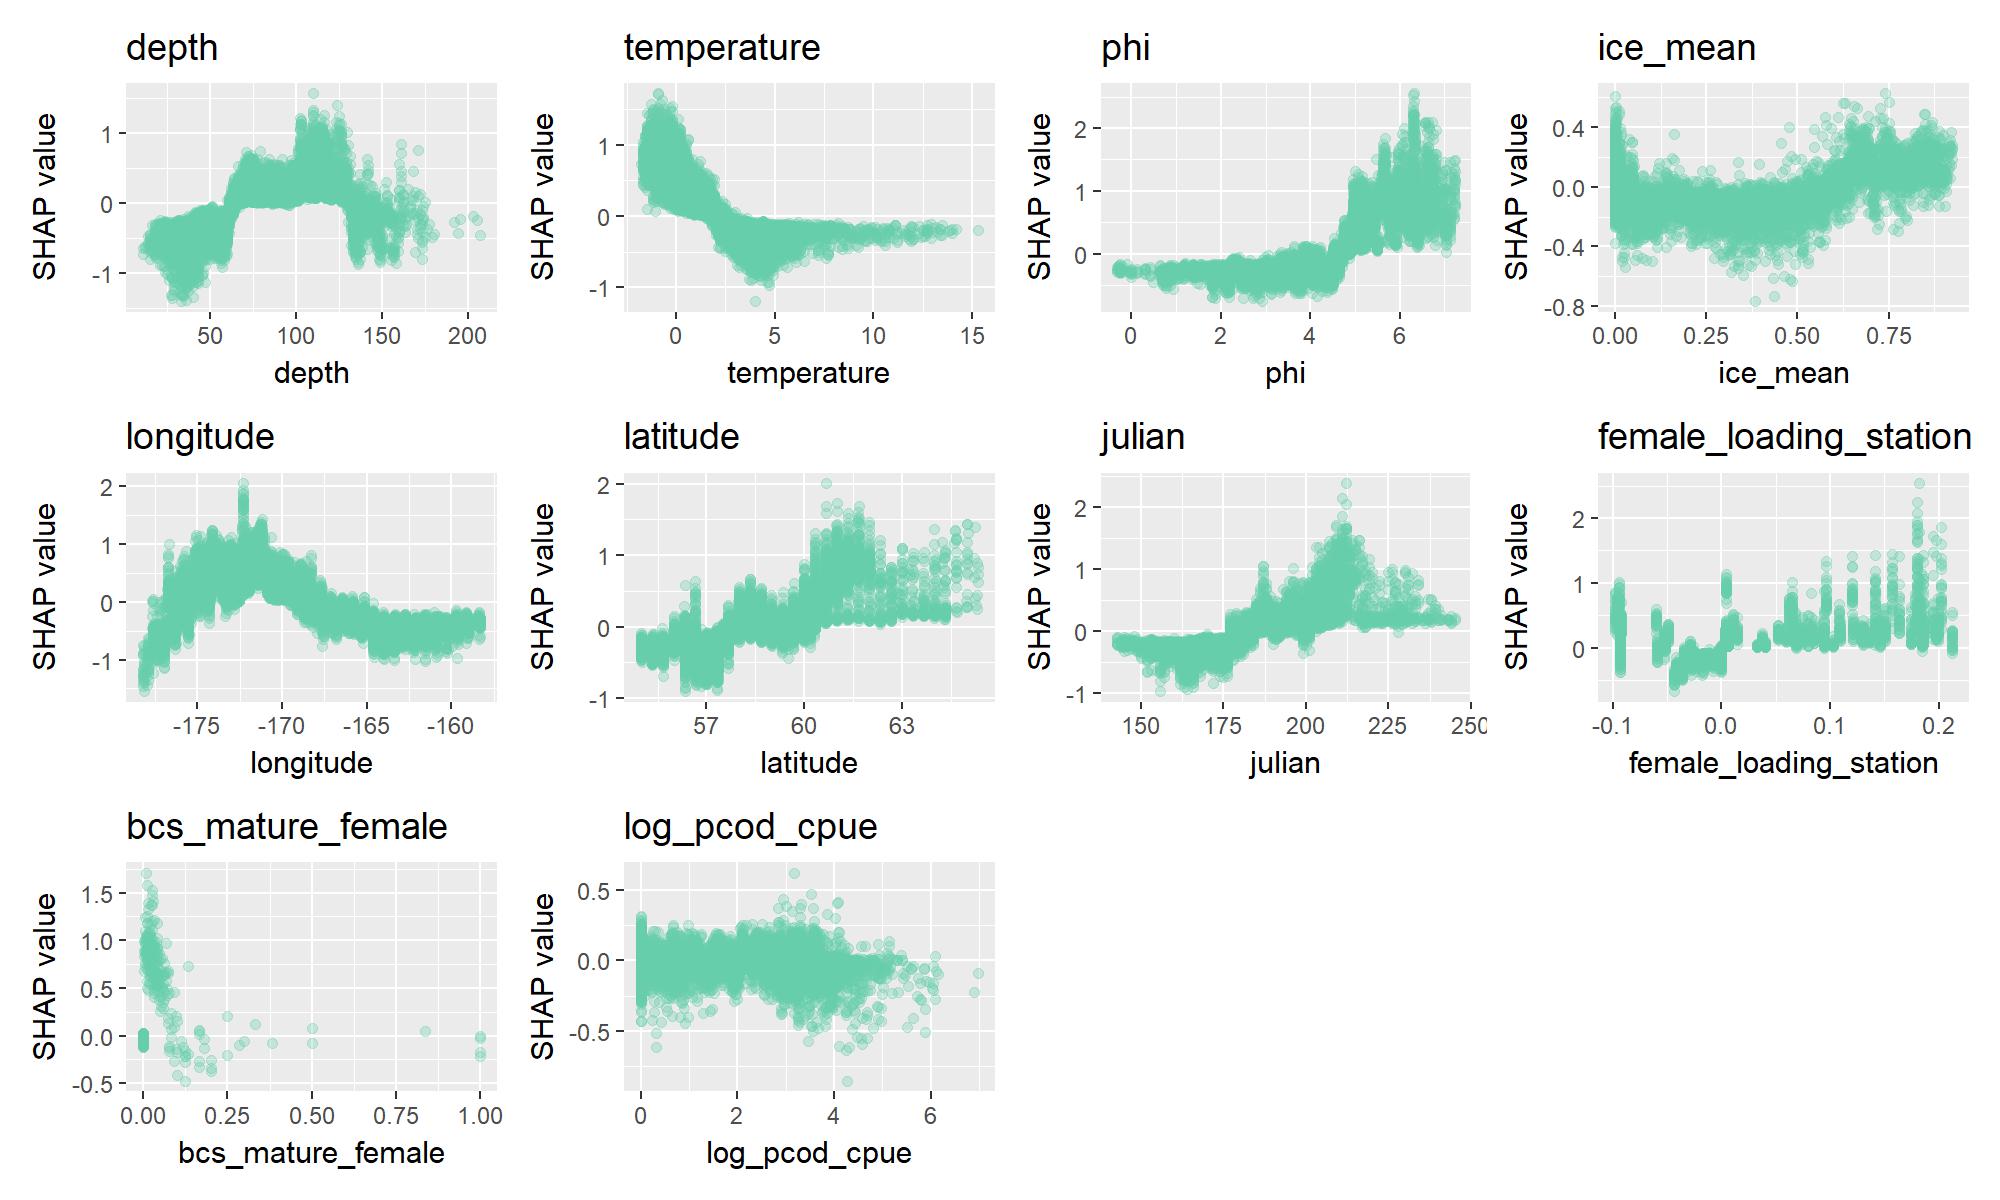 depth
SHAP value
1
0
-1
50 100 150 200
depth
temperature
SHAP value
1
0
-1
0 5 10 15
temperature
phi
SHAP value
2
1
0
0 2 4 6
phi
ice_mean
SHAP value
0.4
0.0
-0.4
-0.8
0.00 0.25 0.50 0.75
ice_mean
longitude
SHAP value
2
1
0
-1
-175 -170 -165 -160
longitude
latitude
SHAP value
2
1
0
-1
57 60 63
latitude
julian
SHAP value
2
1
0
-1
150 175 200 225 250
julian
female_loading_station
SHAP value
2
1
0
-0.1 0.0 0.1 0.2
female_loading_station
bcs_mature_female
SHAP value
1.5
1.0
0.5
0.0
-0.5
0.00 0.25 0.50 0.75 1.00
bcs_mature_female
log_pcod_cpue
SHAP value
0.5
0.0
-0.5
0 2 4 6
log_pcod_cpue